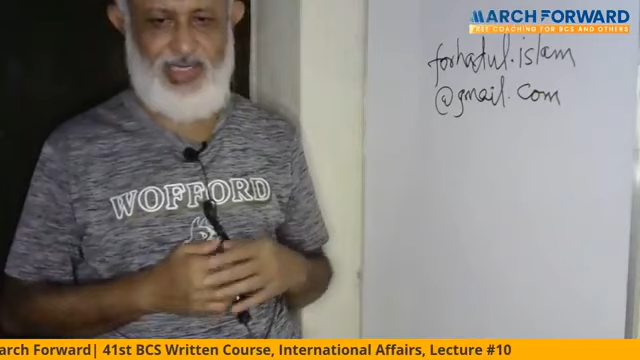 MARCH FORWARD
FREE COACHING FOR BCS AND OTHERS
forhatul.islam
@gmail.com
WOFFORD
arch Forward| 41st BCS Written Course, International Affairs, Lecture #10